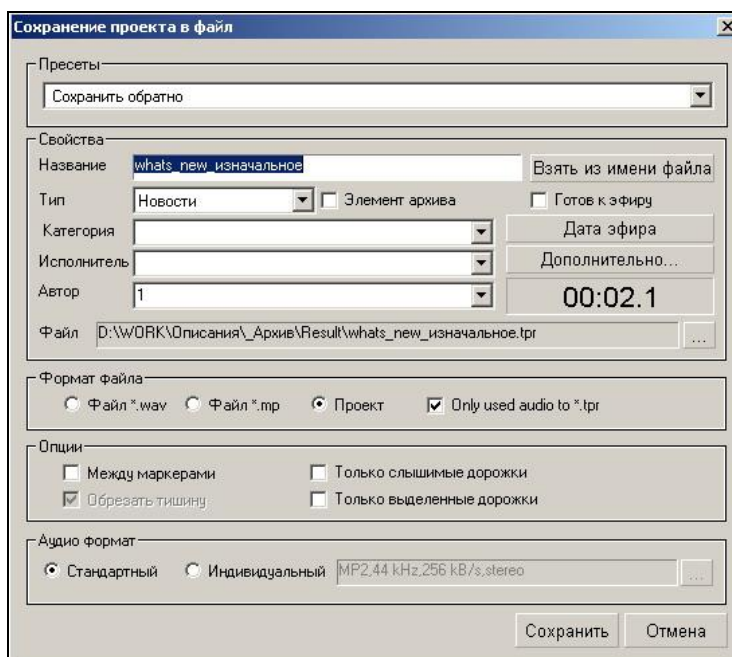 Сохранение проекта в файл
Пресеты
Сохранить обратно
Свойства
Название whats_new_изначальное Взять из имени файла
Тип Новости Элемент архива Готов к эфиру
Категория Дата эфира
Исполнитель Дополнительно...
Автор 1 00:02.1
Файл D:\WORK\Описания\_Архив\Result\whats_new_изначальное.tpr ...
Формат файла
Файл *.wav Файл *.mp Проект Only used audio to *.tpr
Опции
Между маркерами Только слышимые дорожки
Обрезать тишину Только выделенные дорожки
Аудио формат
Стандартный Индивидуальный MP2,44 kHz,256 kB/s,stereo ...
Сохранить Отмена